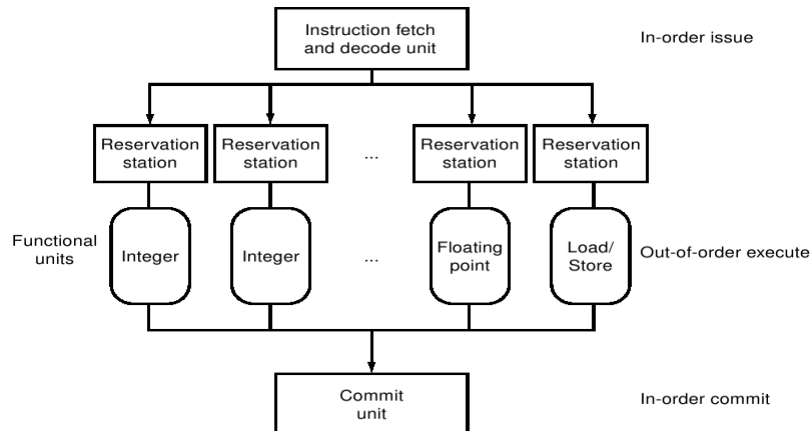 Instruction fetch
and decode unit
In-order issue
Reservation
station
Reservation
station
...
Reservation
station
Reservation
station
Functional
units
Integer
Integer
...
Floating
point
Load/
Store
Out-of-order execute
Commit
unit
In-order commit